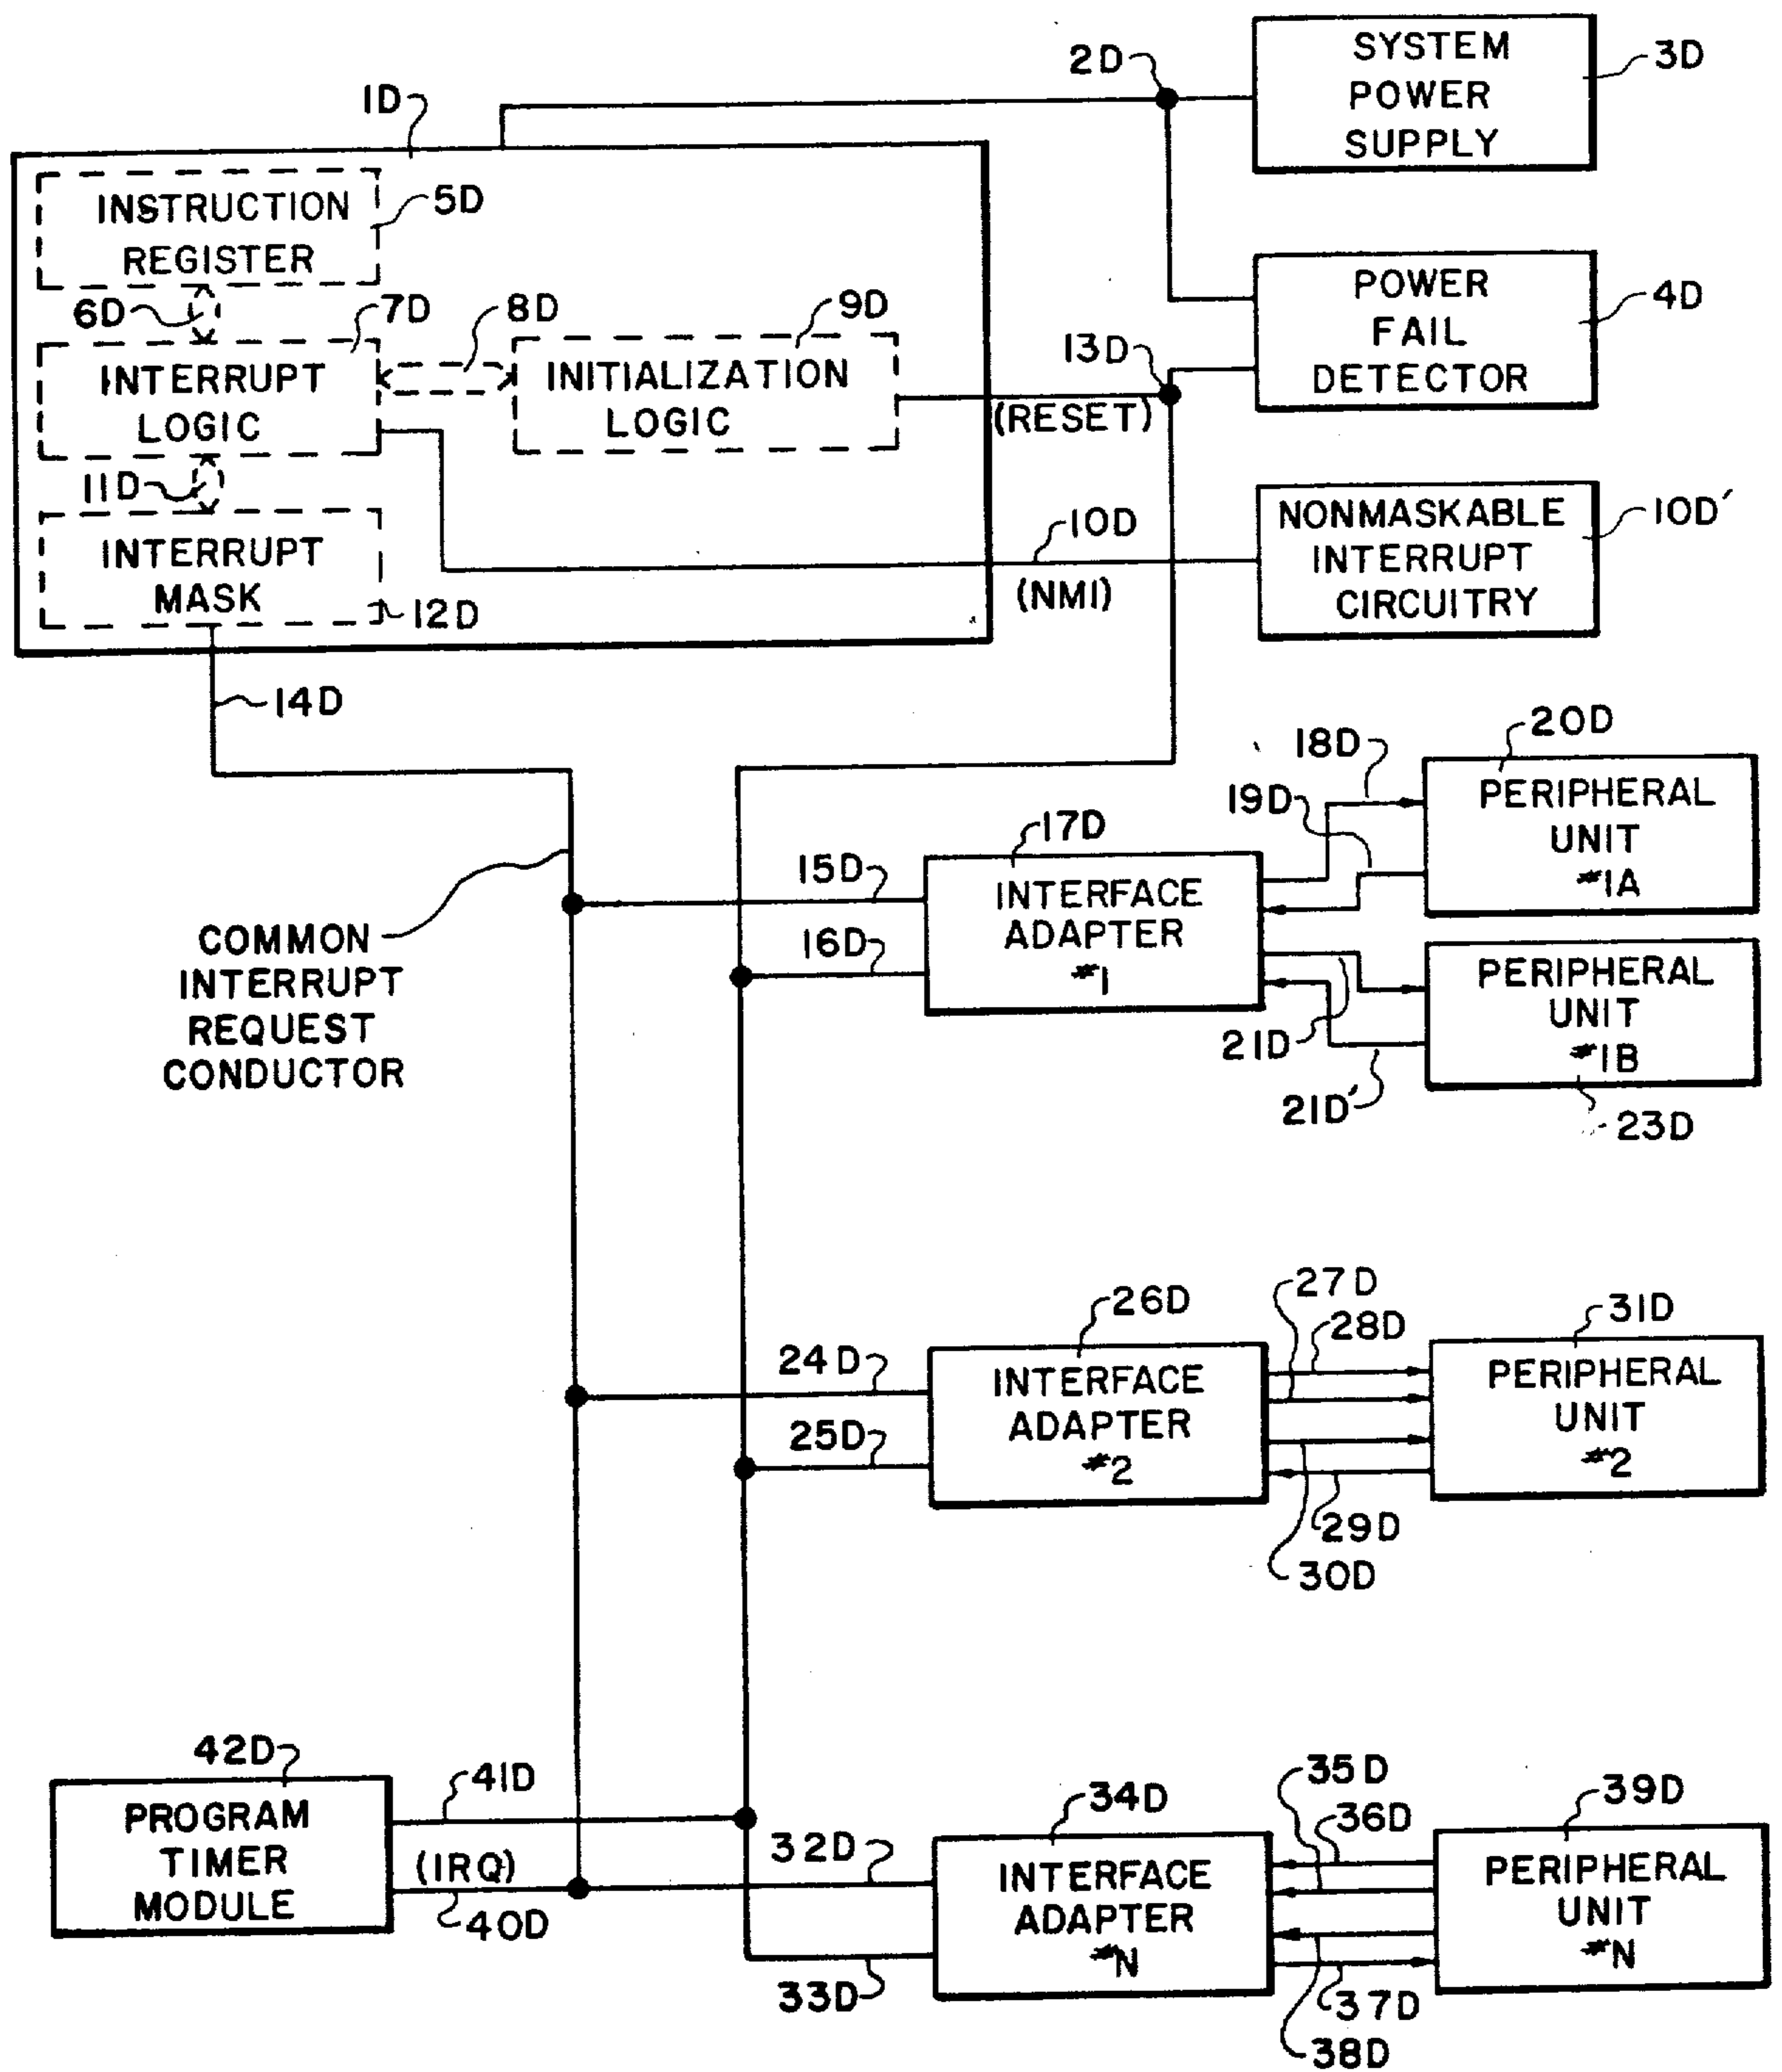 SYSTEM
POWER
SUPPLY
3D
2D
1D
INSTRUCTION
REGISTER
5D
POWER
FAIL
DETECTOR
4D
6D
7D
8D
9D
13D
INTERRUPT
LOGIC
INITIALIZATION
LOGIC
(RESET)
11D
INTERRUPT
MASK
12D
10D
(NMI)
NONMASKABLE
INTERRUPT
CIRCUITRY
10D'
14D
20D
18D
19D
PERIPHERAL
UNIT
#1A
17D
15D
16D
INTERFACE
ADAPTER
#1
COMMON
INTERRUPT
REQUEST
CONDUCTOR
PERIPHERAL
UNIT
#1B
21D
21D'
23D
27D
28D
26D
31D
24D
25D
INTERFACE
ADAPTER
#2
PERIPHERAL
UNIT
#2
29D
30D
42D
41D
PROGRAM
TIMER
MODULE
(IRQ)
40D
35D
36D
34D
39D
32D
33D
INTERFACE
ADAPTER
#N
PERIPHERAL
UNIT
#N
37D
38D